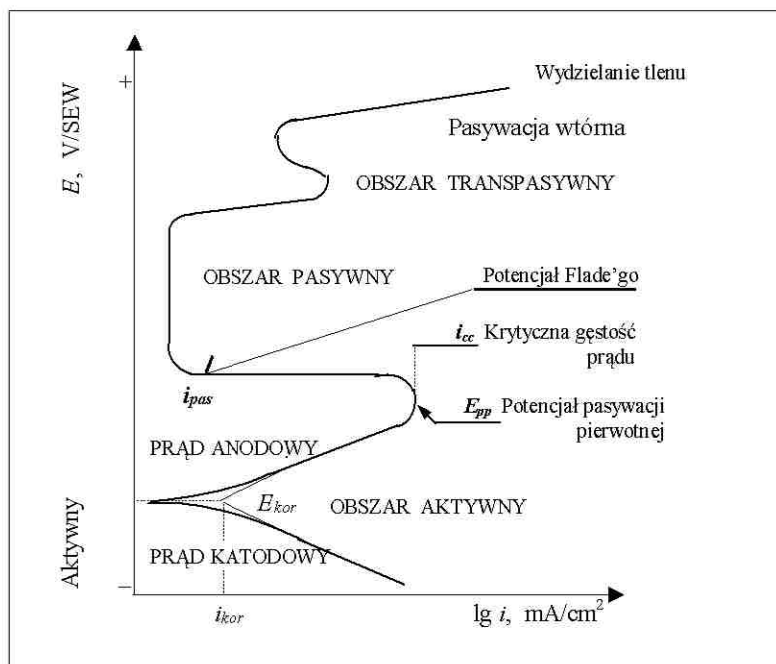 +
Wydzielanie tlenu
Pasywacja wtórna
E, V/SEW
OBSZAR TRANSPASYWNY
OBSZAR PASYWNY
Potencjał Flade'go
i_cc Krytyczna gęstość
prądu
i_pas
E_pp Potencjał pasywacji
pierwotnej
PRĄD ANODOWY
E_kor
OBSZAR AKTYWNY
Aktywny
PRĄD KATODOWY
–
i_kor
lg i, mA/cm²